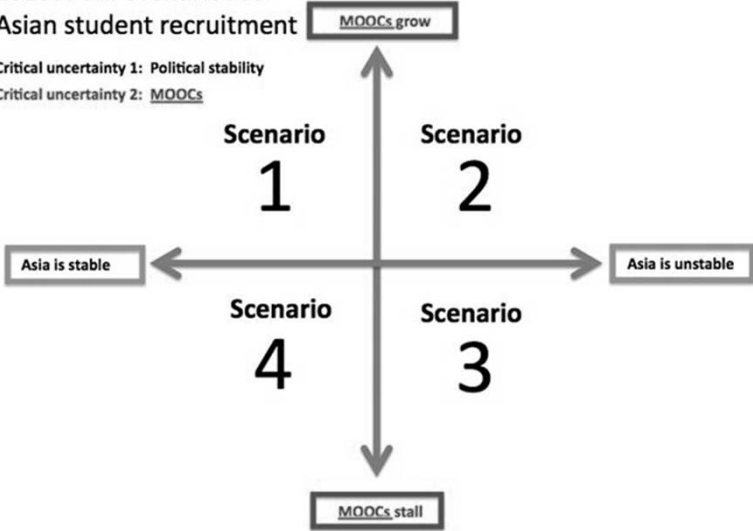 Asian student recruitment
MOOCs grow
Critical uncertainty 1: Political stability
Critical uncertainty 2: MOOCs
Scenario
1
Scenario
2
Asia is stable
Asia is unstable
Scenario
4
Scenario
3
MOOCs stall